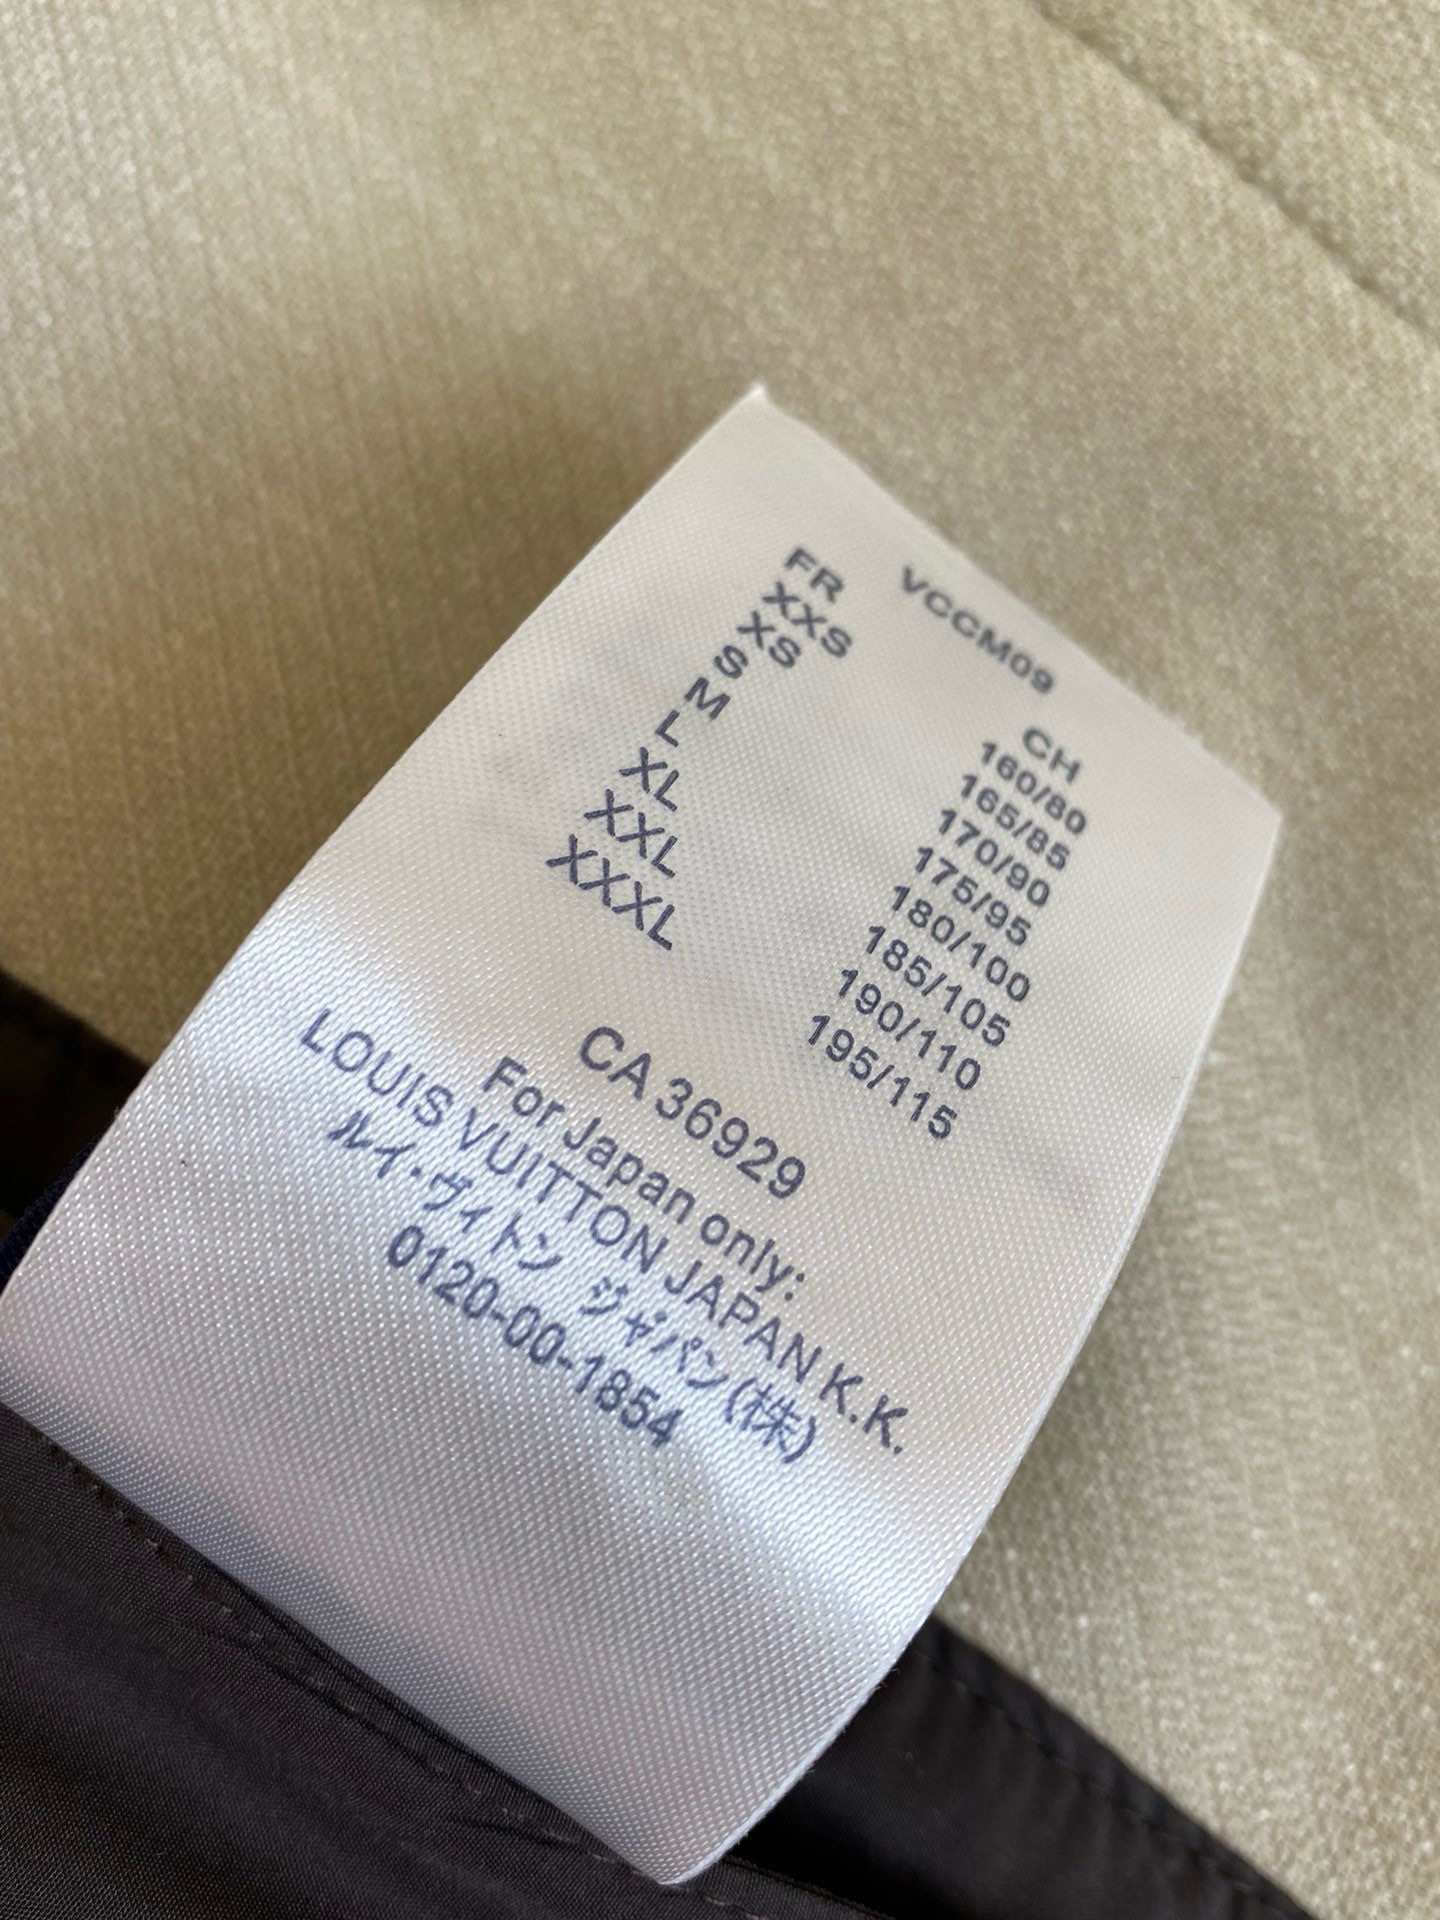 VCCM09
FR CH
XXS 160/80
XS 165/85
S 170/90
M 175/95
L 180/100
XL 185/105
XXL 190/110
XXXL 195/115
CA 36929
For Japan only:
LOUIS VUITTON JAPAN K.K.
ルイ・ヴィトン ジャパン(株)
0120-00-1854